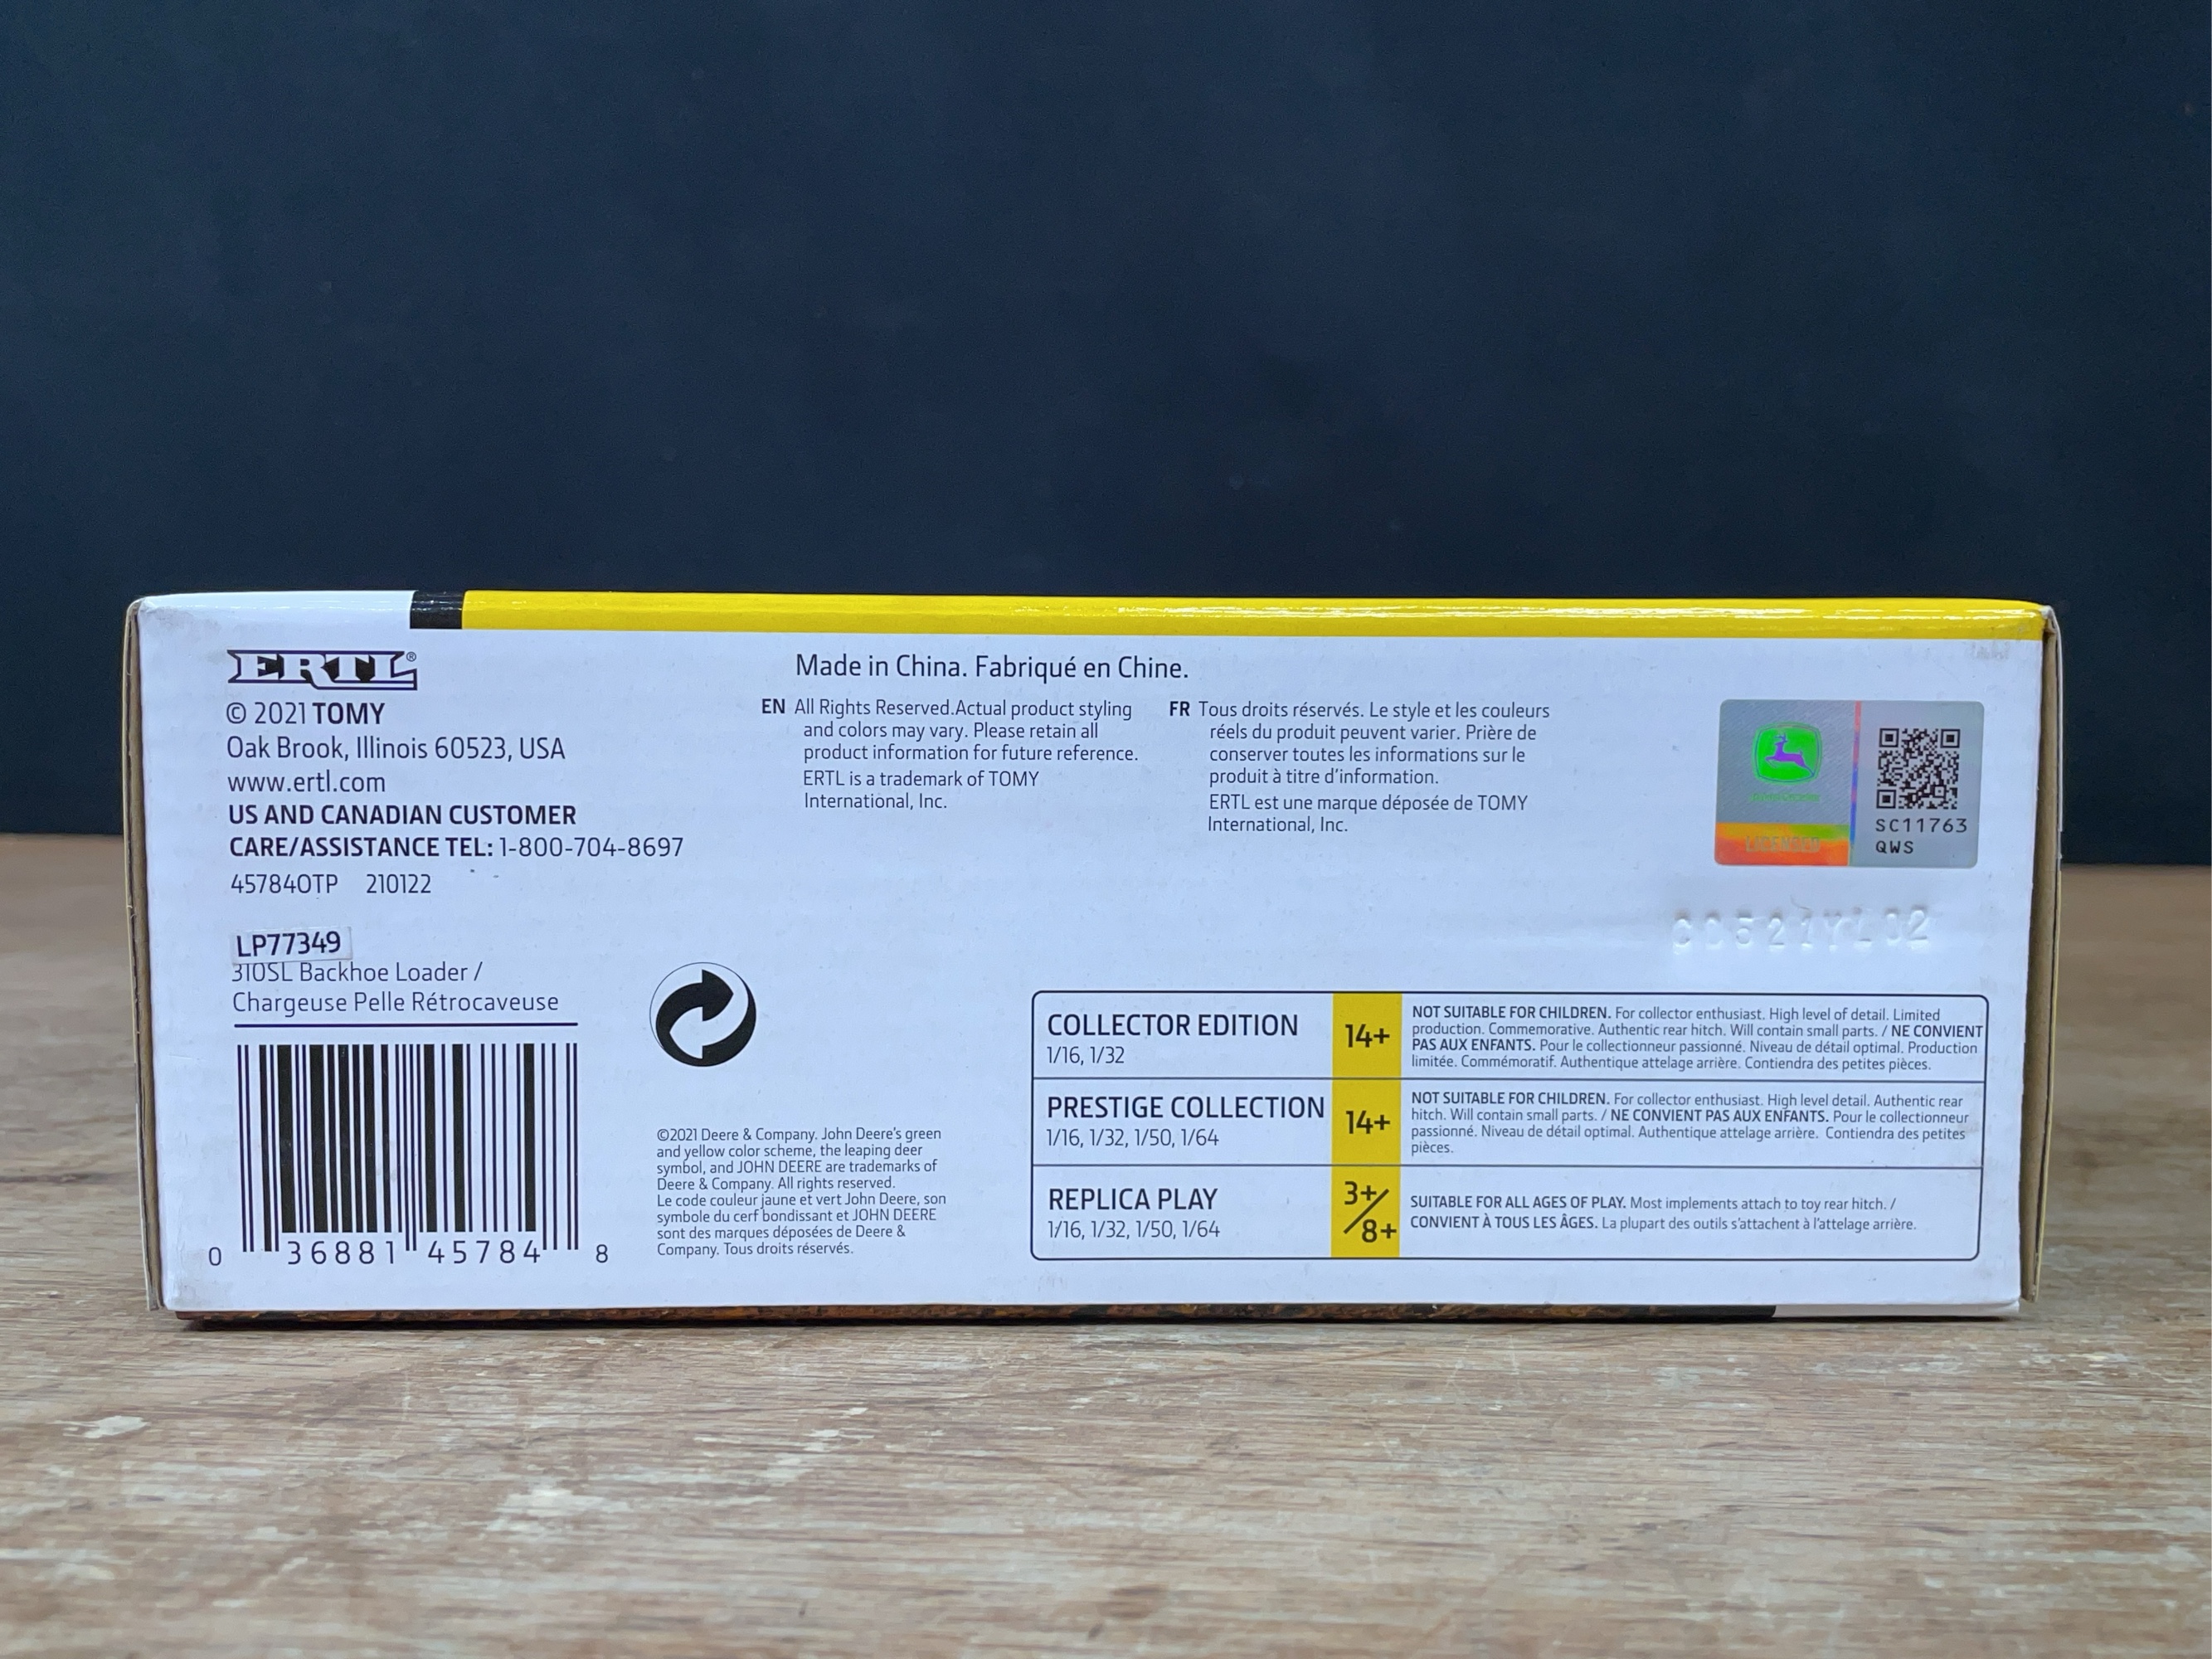 ERTL®
© 2021 TOMY
Oak Brook, Illinois 60523, USA
www.ertl.com
US AND CANADIAN CUSTOMER
CARE/ASSISTANCE TEL: 1-800-704-8697
45784OTP 210122
LP77349
310SL Backhoe Loader /
Chargeuse Pelle Rétrocaveuse
0 36881 45784 8
Made in China. Fabriqué en Chine.
EN All Rights Reserved.Actual product styling
and colors may vary. Please retain all
product information for future reference.
ERTL is a trademark of TOMY
International, Inc.
FR Tous droits réservés. Le style et les couleurs
réels du produit peuvent varier. Prière de
conserver toutes les informations sur le
produit à titre d'information.
ERTL est une marque déposée de TOMY
International, Inc.
LICENSED
SC11763
QWS
©2021 Deere & Company. John Deere's green
and yellow color scheme, the leaping deer
symbol, and JOHN DEERE are trademarks of
Deere & Company. All rights reserved.
Le code couleur jaune et vert John Deere, son
symbole du cerf bondissant et JOHN DEERE
sont des marques déposées de Deere &
Company. Tous droits réservés.
COLLECTOR EDITION
1/16, 1/32
14+
NOT SUITABLE FOR CHILDREN. For collector enthusiast. High level of detail. Limited
production. Commemorative. Authentic rear hitch. Will contain small parts. / NE CONVIENT
PAS AUX ENFANTS. Pour le collectionneur passionné. Niveau de détail optimal. Production
limitée. Commémoratif. Authentique attelage arrière. Contiendra des petites pièces.
PRESTIGE COLLECTION
1/16, 1/32, 1/50, 1/64
14+
NOT SUITABLE FOR CHILDREN. For collector enthusiast. High level detail. Authentic rear
hitch. Will contain small parts. / NE CONVIENT PAS AUX ENFANTS. Pour le collectionneur
passionné. Niveau de détail optimal. Authentique attelage arrière. Contiendra des petites
pièces.
REPLICA PLAY
1/16, 1/32, 1/50, 1/64
3+/8+
SUITABLE FOR ALL AGES OF PLAY. Most implements attach to toy rear hitch. /
CONVIENT À TOUS LES ÂGES. La plupart des outils s'attachent à l'attelage arrière.